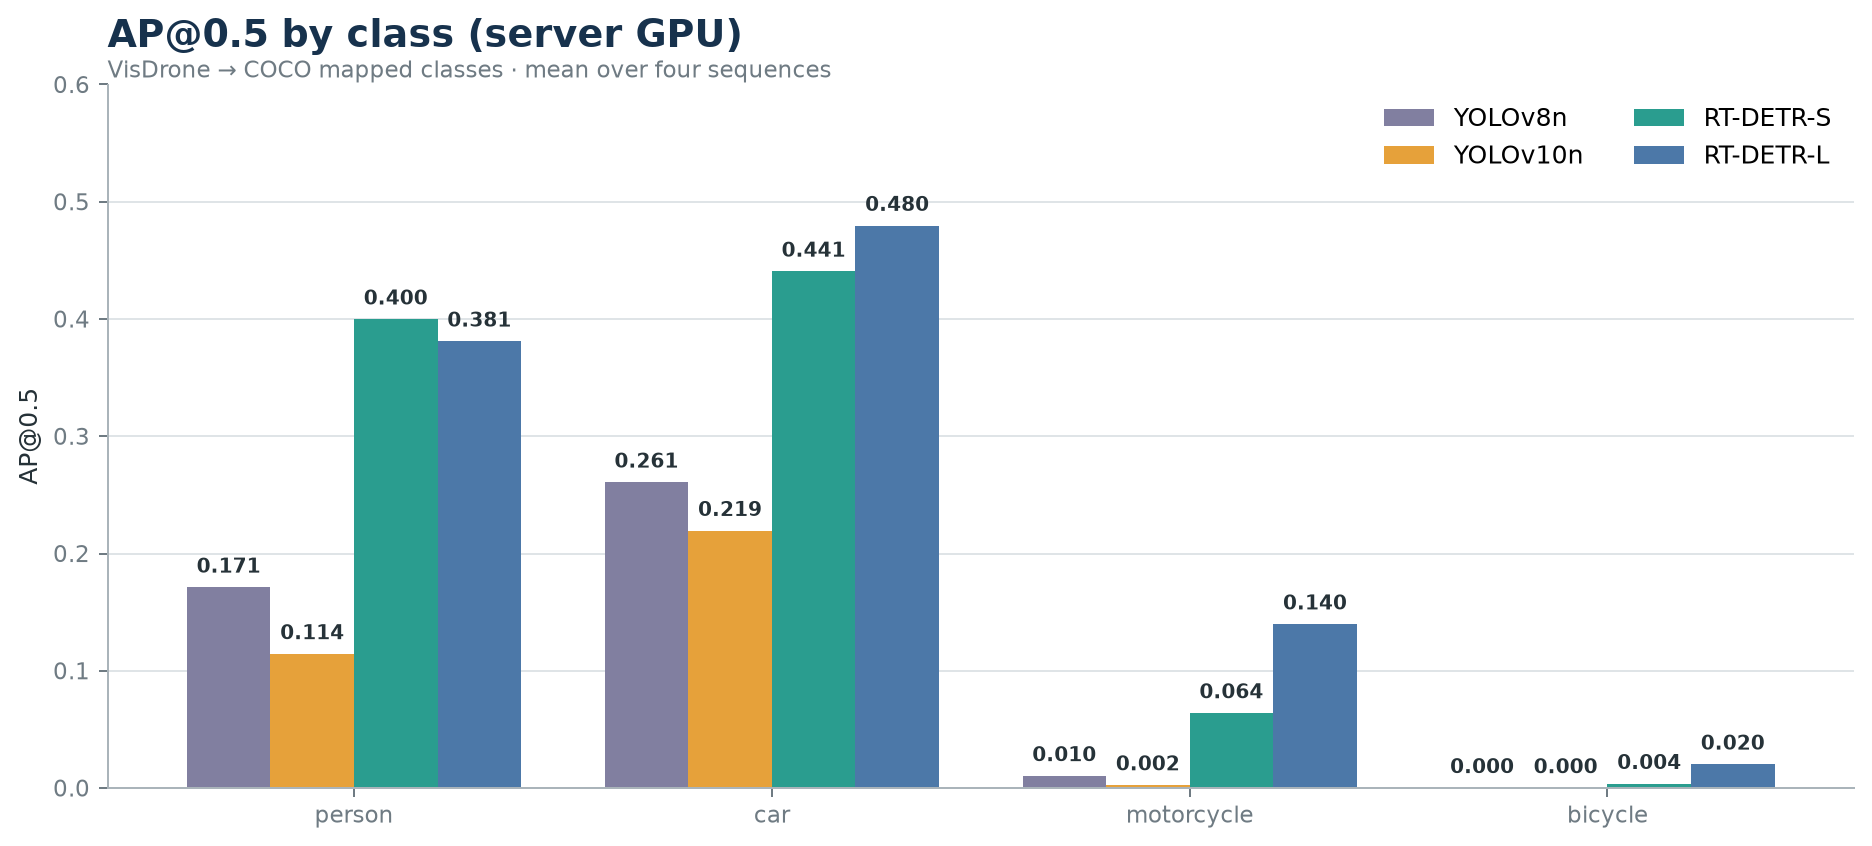 AP@0.5 by class (server GPU)
VisDrone → COCO mapped classes · mean over four sequences
YOLOv8n
YOLOv10n
RT-DETR-S
RT-DETR-L
AP@0.5
0.6
0.5
0.4
0.3
0.2
0.1
0.0
0.171
0.114
0.400
0.381
0.261
0.219
0.441
0.480
0.010
0.002
0.064
0.140
0.000
0.000
0.004
0.020
person
car
motorcycle
bicycle